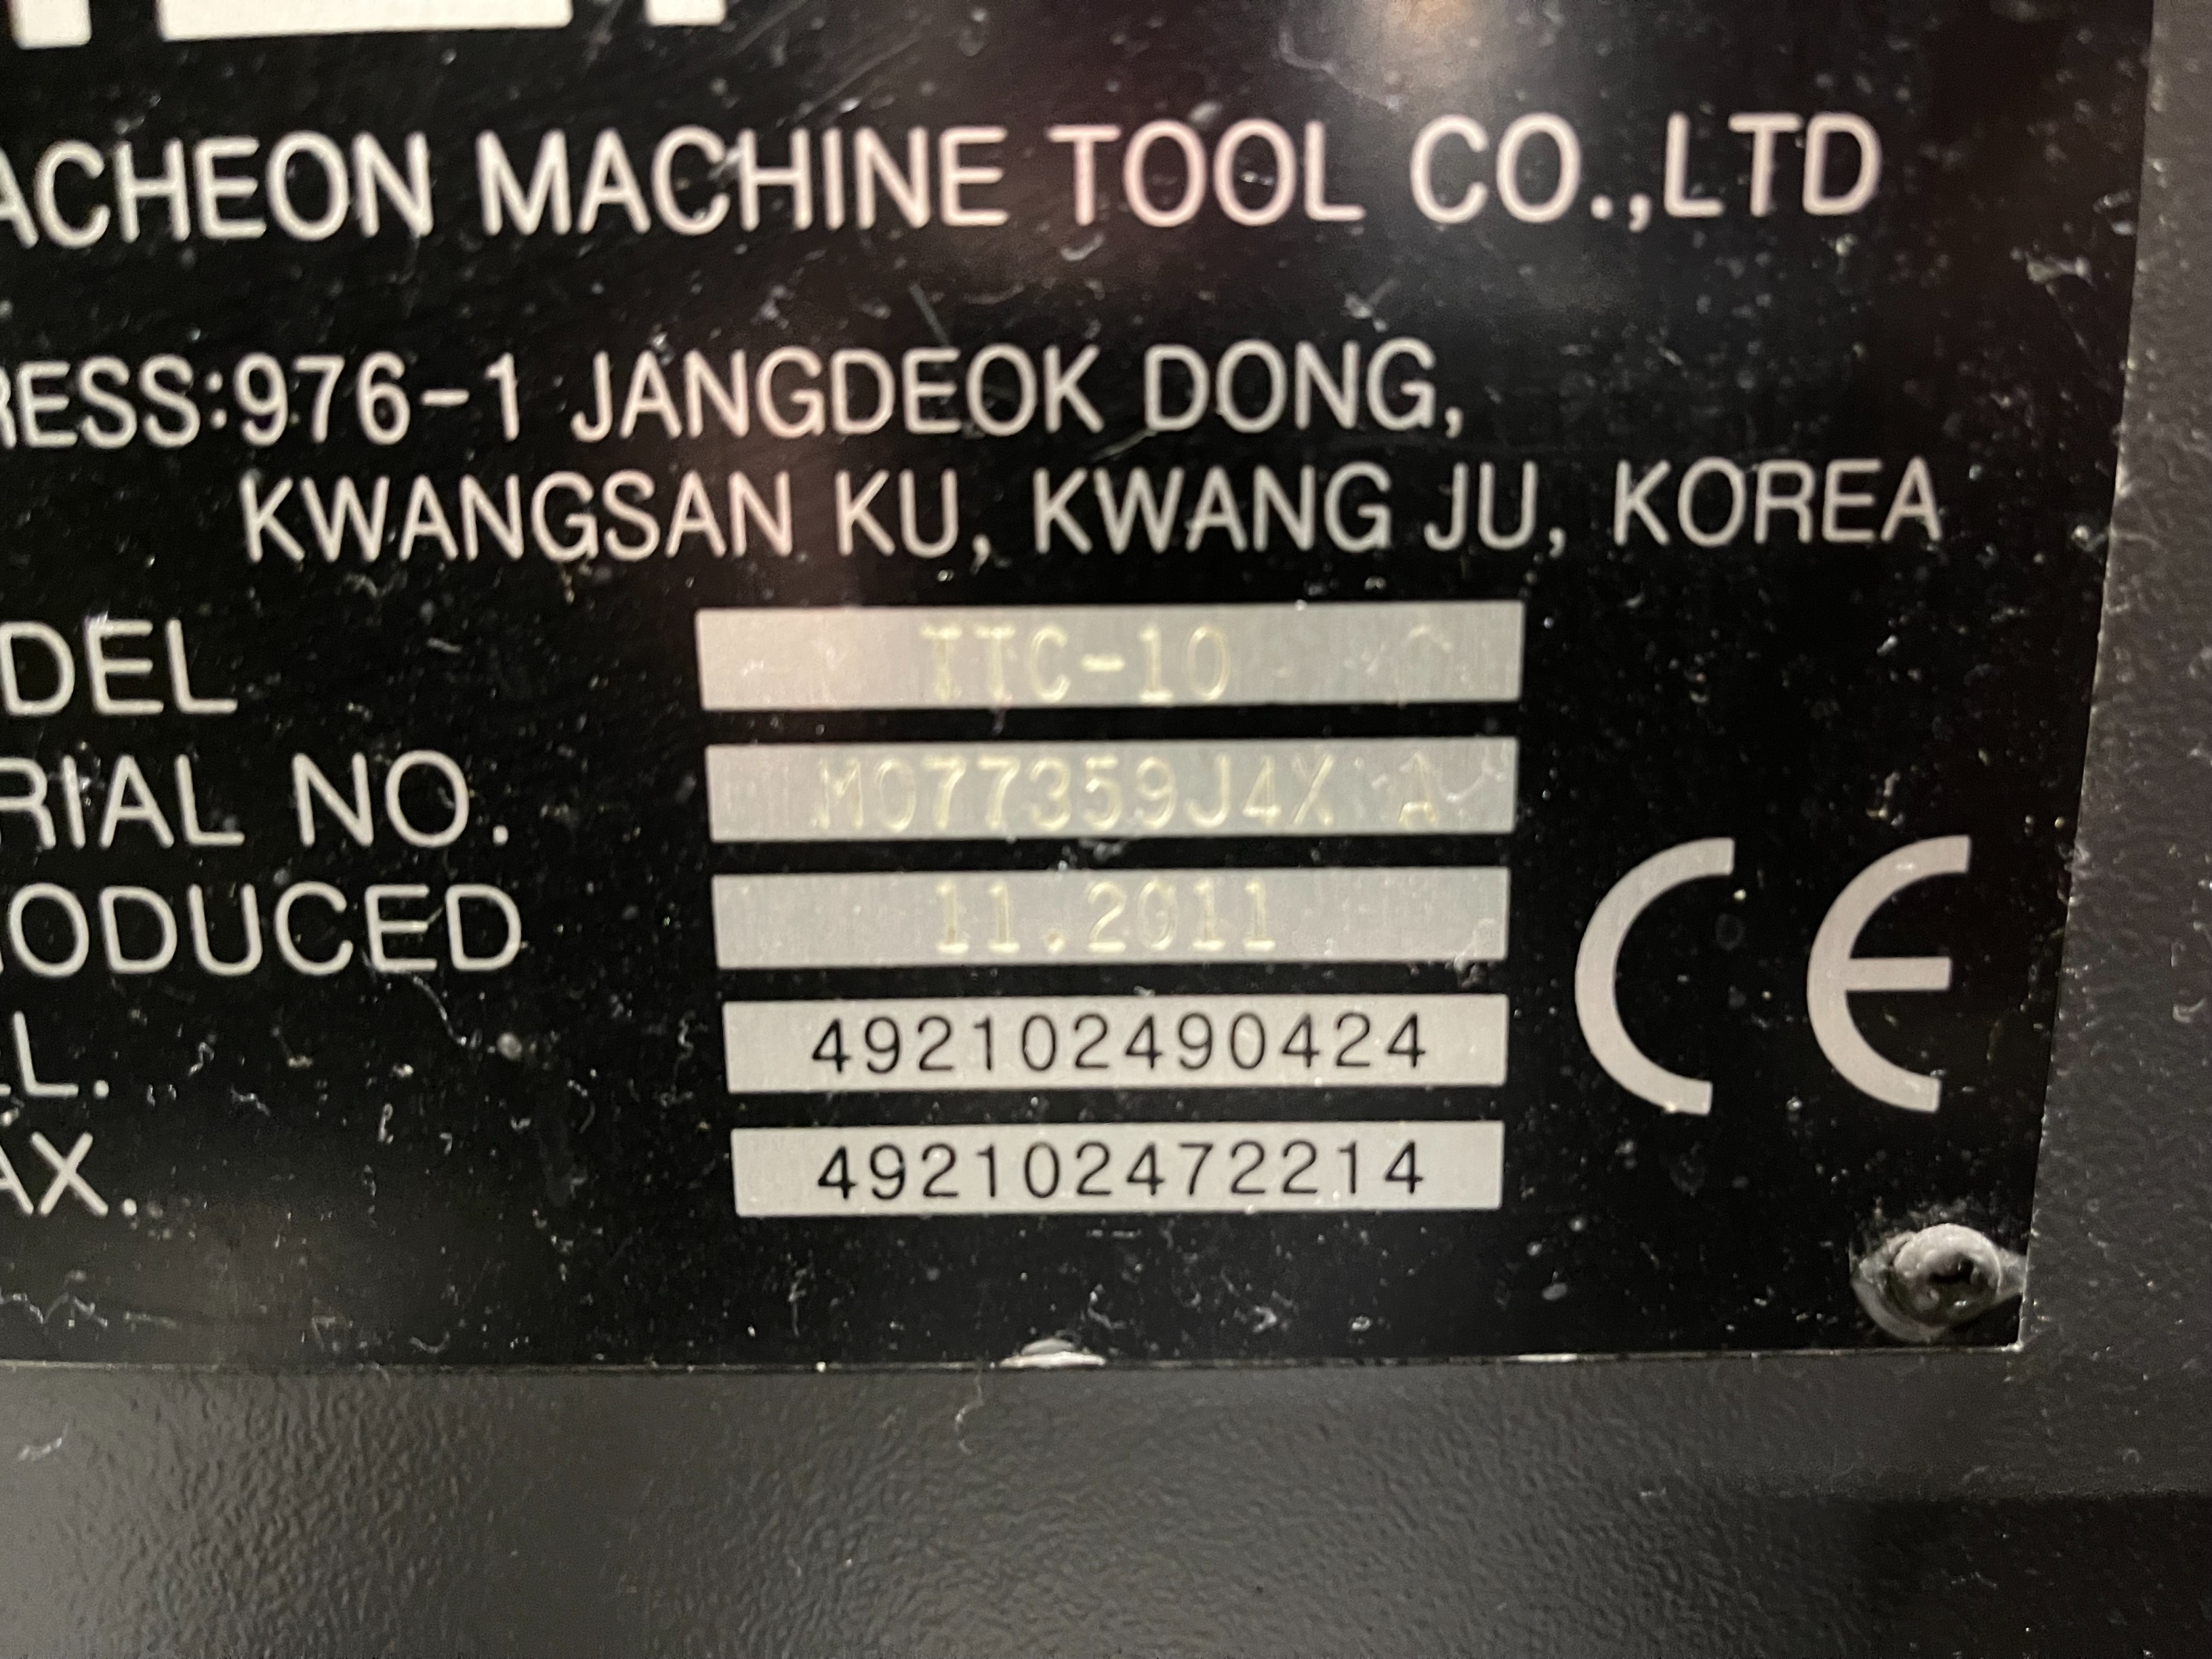 ACHEON MACHINE TOOL CO.,LTD
RESS:976-1 JANGDEOK DONG,
KWANGSAN KU, KWANG JU, KOREA
DEL TTC-10
RIAL NO. M077359J4X A
ODUCED 11.2011
EL. 492102490424
AX. 492102472214
CE